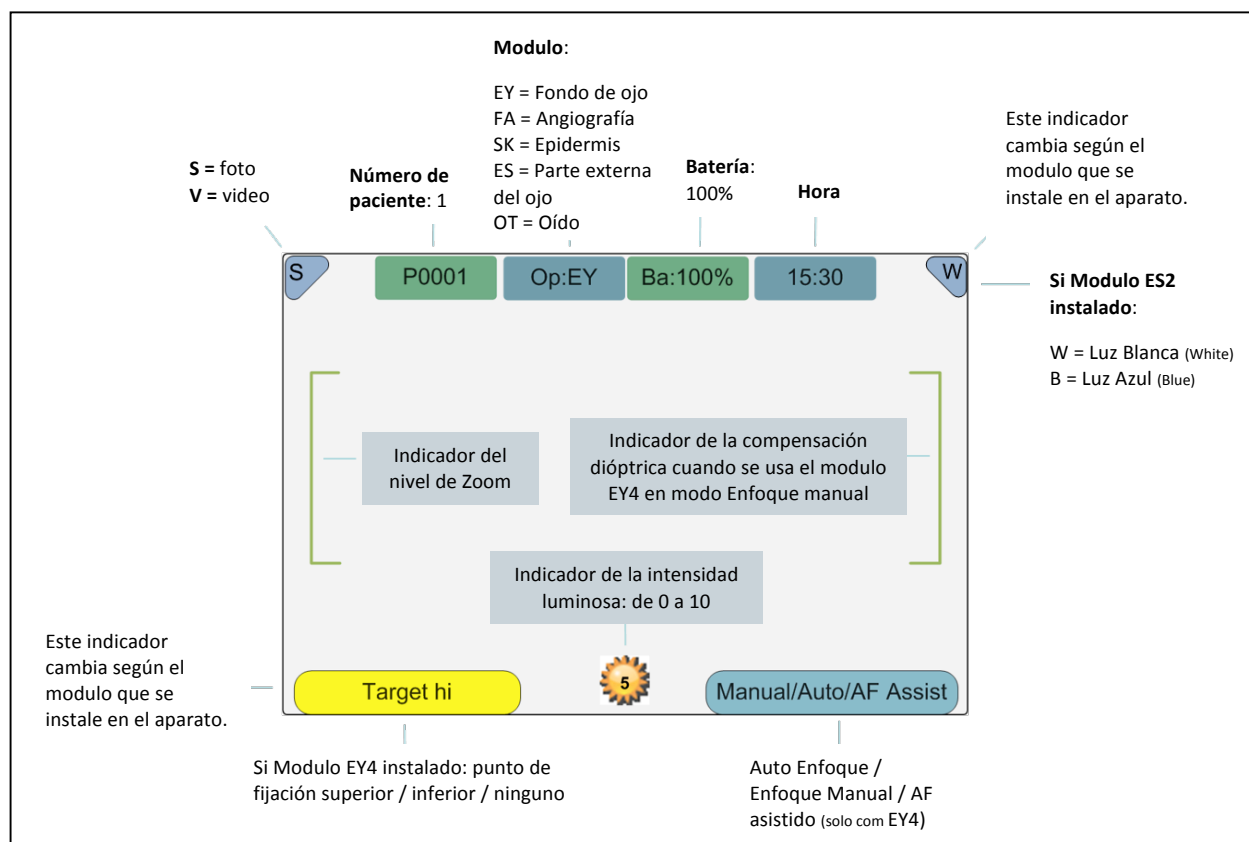 Modulo:
EY = Fondo de ojo
FA = Angiografía
SK = Epidermis
ES = Parte externa
del ojo
OT = Oído
S = foto
V = video
Número de
paciente: 1
Batería:
100%
Hora
Este indicador
cambia según el
modulo que se
instale en el aparato.
S
P0001
Op:EY
Ba:100%
15:30
W
Si Modulo ES2
instalado:
W = Luz Blanca (White)
B = Luz Azul (Blue)
Indicador del
nivel de Zoom
Indicador de la compensación
dióptrica cuando se usa el modulo
EY4 en modo Enfoque manual
Indicador de la intensidad
luminosa: de 0 a 10
Este indicador
cambia según el
modulo que se
instale en el aparato.
Target hi
5
Manual/Auto/AF Assist
Si Modulo EY4 instalado: punto de
fijación superior / inferior / ninguno
Auto Enfoque /
Enfoque Manual / AF
asistido (solo com EY4)